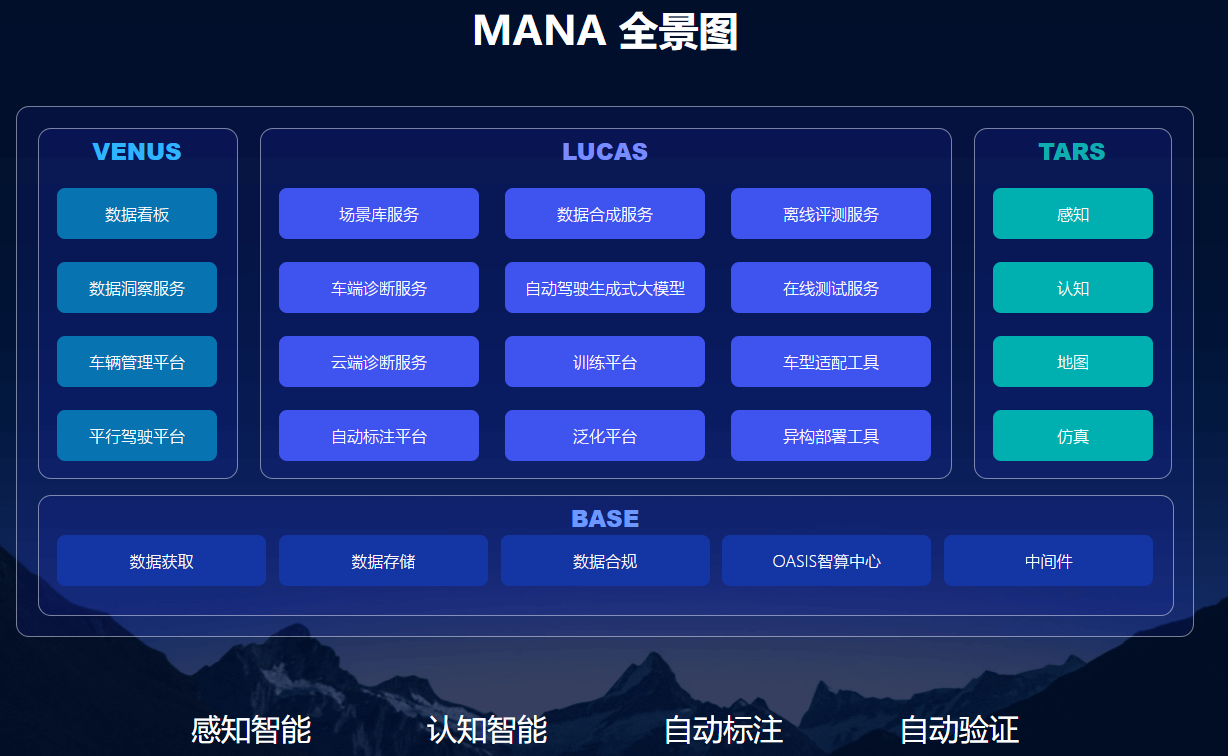 MANA 全景图
VENUS
数据看板
数据洞察服务
车辆管理平台
平行驾驶平台
LUCAS
场景库服务
数据合成服务
离线评测服务
车端诊断服务
自动驾驶生成式大模型
在线测试服务
云端诊断服务
训练平台
车型适配工具
自动标注平台
泛化平台
异构部署工具
TARS
感知
认知
地图
仿真
BASE
数据获取
数据存储
数据合规
OASIS智算中心
中间件
感知智能
认知智能
自动标注
自动验证